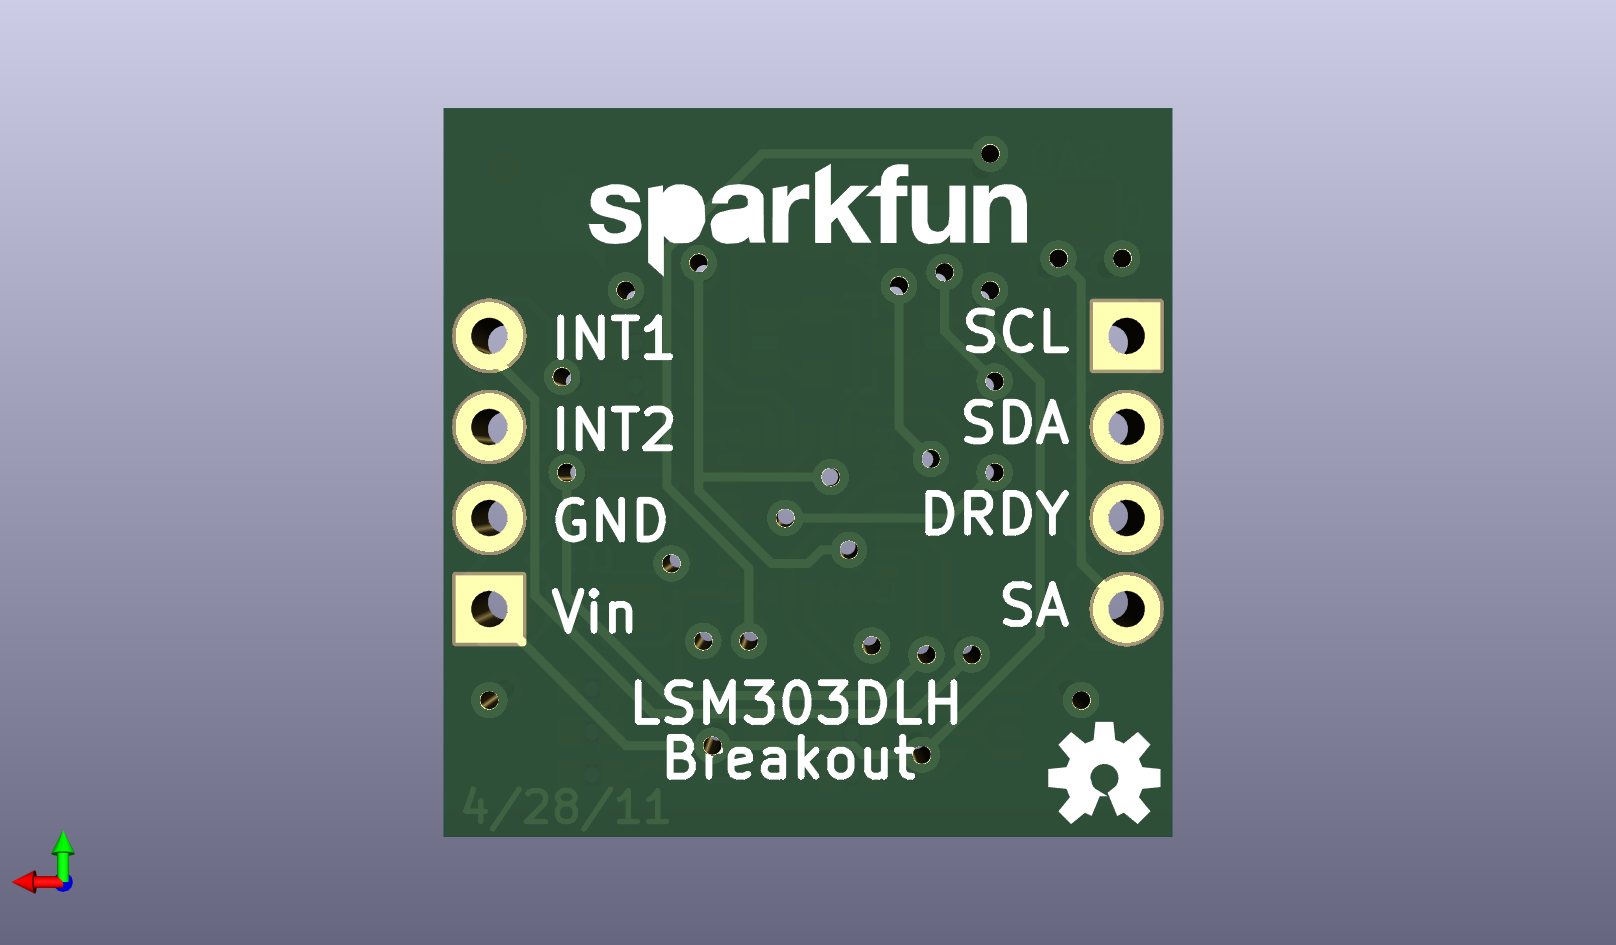 sparkfun
INT1
SCL
INT2
SDA
GND
DRDY
Vin
SA
LSM303DLH
Breakout
4/28/11